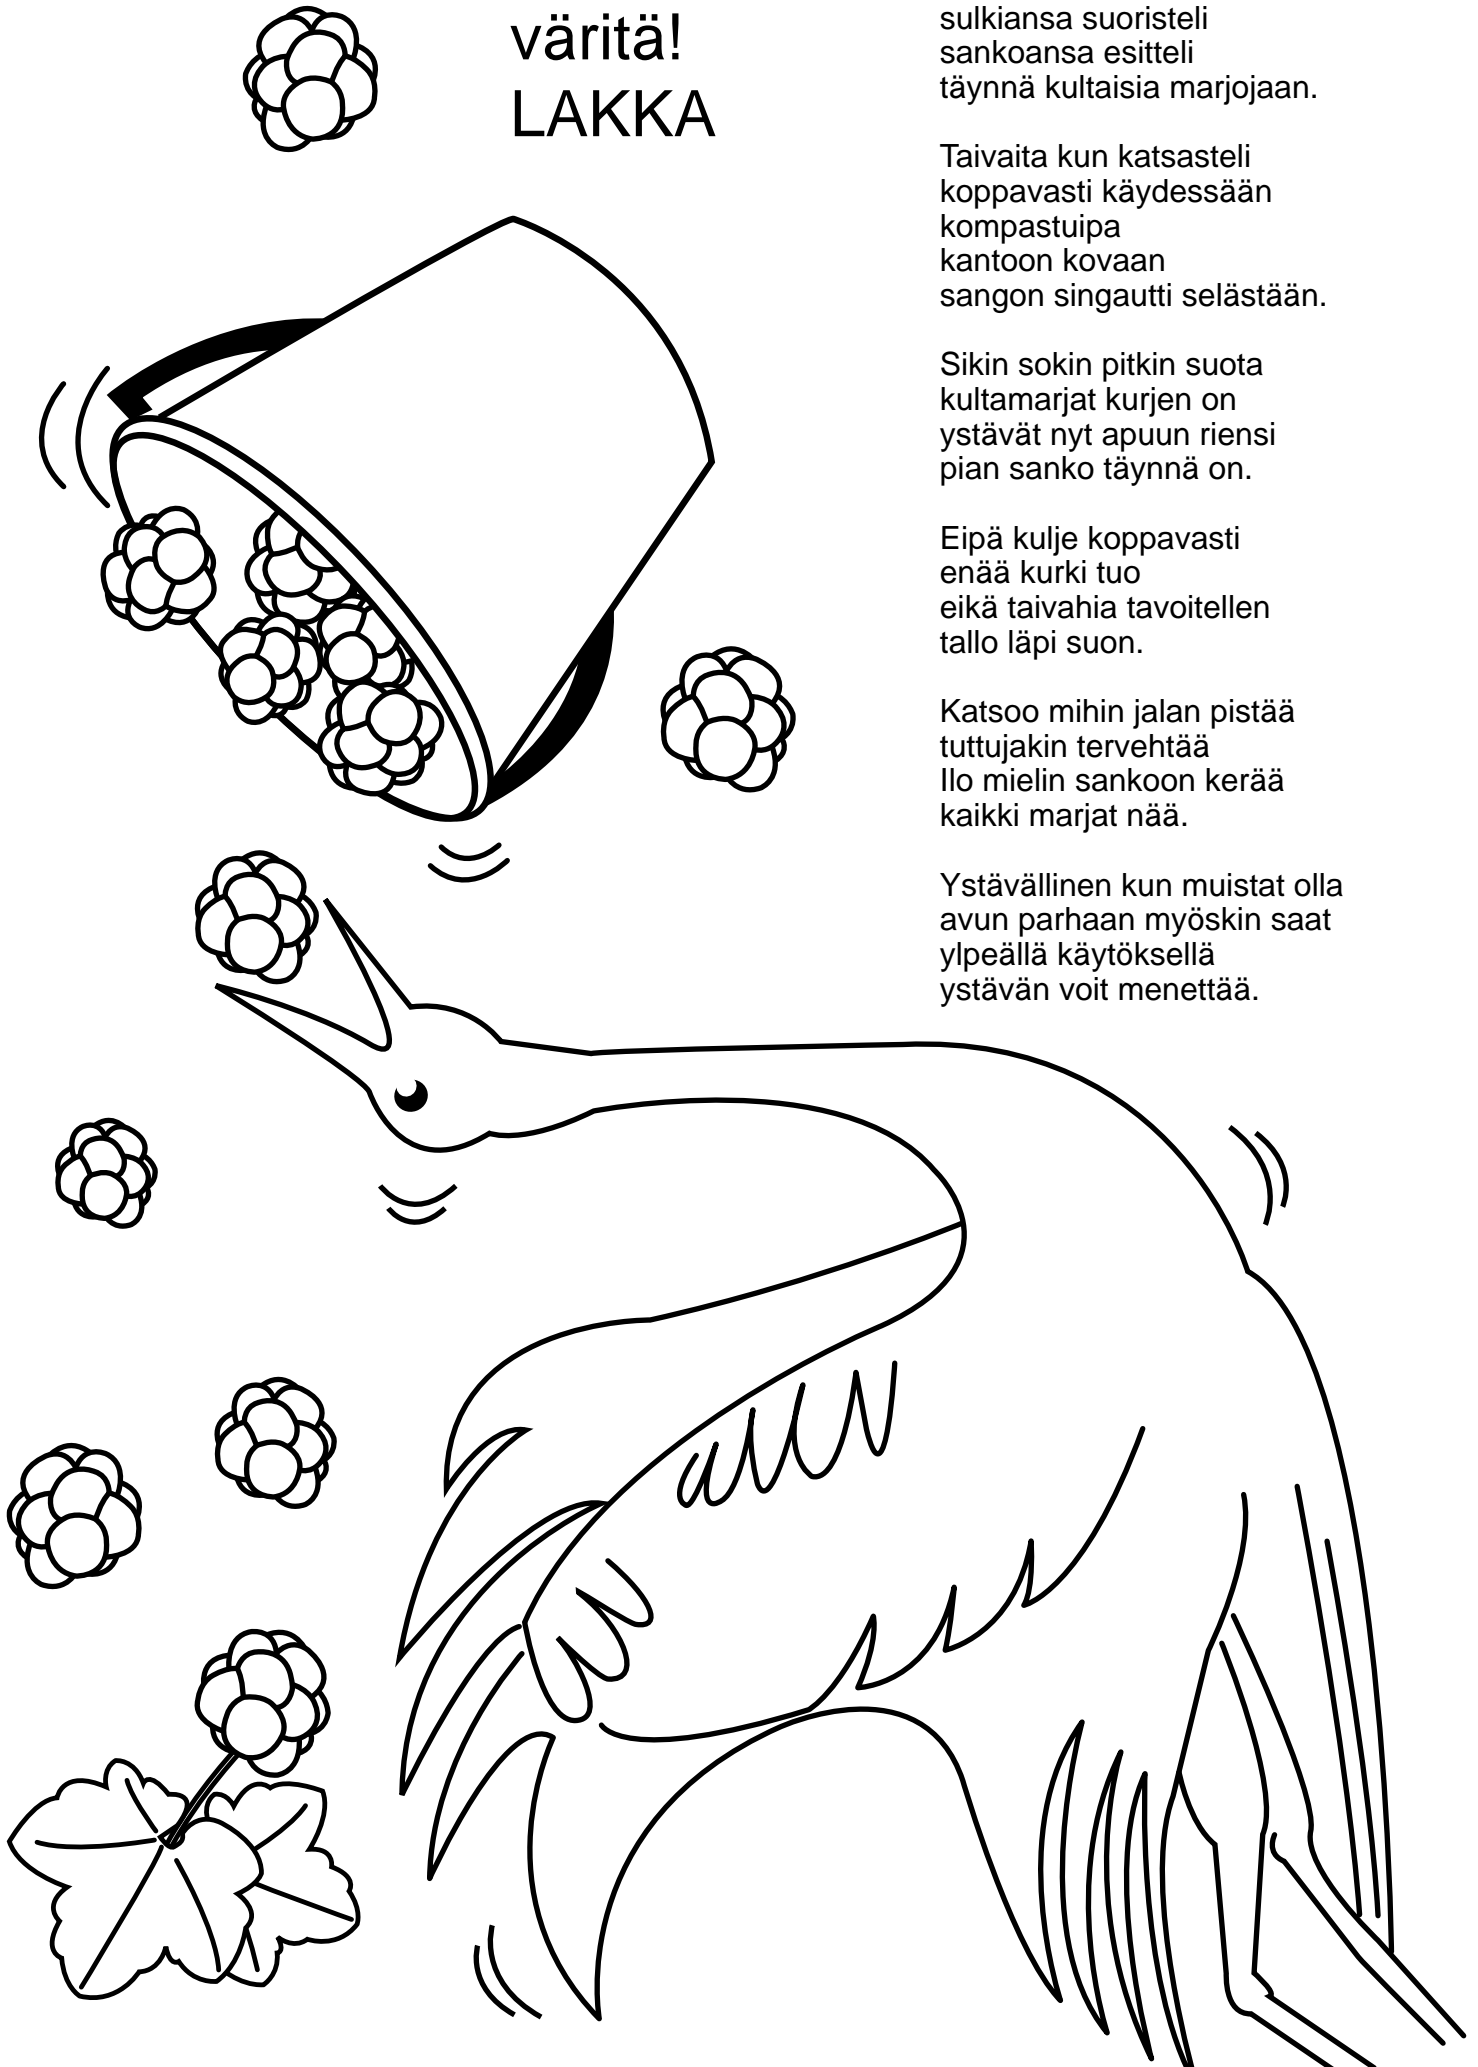 väritä!
LAKKA
sulkiansa suoristeli
sankoansa esitteli
täynnä kultaisia marjojaan.
Taivaita kun katsasteli
koppavasti käydessään
kompastuipa
kantoon kovaan
sangon singautti selästään.
Sikin sokin pitkin suota
kultamarjat kurjen on
ystävät nyt apuun riensi
pian sanko täynnä on.
Eipä kulje koppavasti
enää kurki tuo
eikä taivahia tavoitellen
tallo läpi suon.
Katsoo mihin jalan pistää
tuttujakin tervehtää
Ilo mielin sankoon kerää
kaikki marjat nää.
Ystävällinen kun muistat olla
avun parhaan myöskin saat
ylpeällä käytöksellä
ystävän voit menettää.